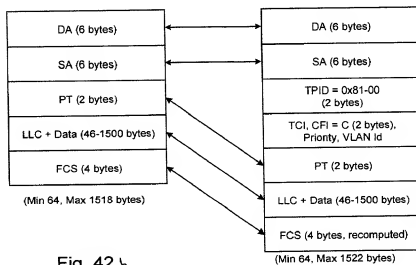 DA (6 bytes)
SA (6 bytes)
PT (2 bytes)
LLC + Data (46-1500 bytes)
FCS (4 bytes)
(Min 64, Max 1518 bytes)
DA (6 bytes)
SA (6 bytes)
TPID = 0x81-00
(2 bytes)
TCI, CFI = C (2 bytes),
Priority, VLAN Id
PT (2 bytes)
LLC + Data (46-1500 bytes)
FCS (4 bytes, recomputed)
(Min 64, Max 1522 bytes)
Fig. 42